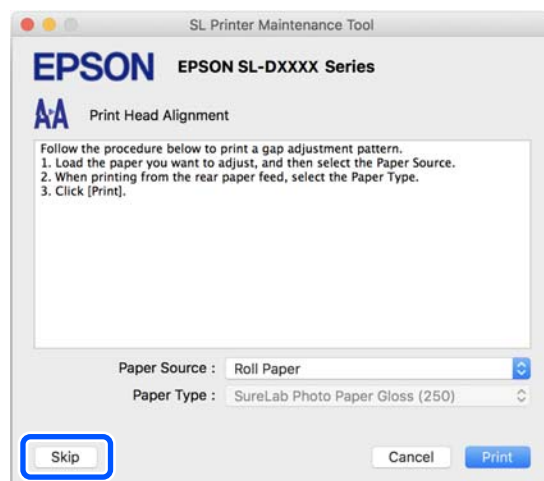 SL Printer Maintenance Tool
EPSON EPSON SL-DXXXX Series
Print Head Alignment
Follow the procedure below to print a gap adjustment pattern.
1. Load the paper you want to adjust, and then select the Paper Source.
2. When printing from the rear paper feed, select the Paper Type.
3. Click [Print].
Paper Source : Roll Paper
Paper Type : SureLab Photo Paper Gloss (250)
Skip Cancel Print